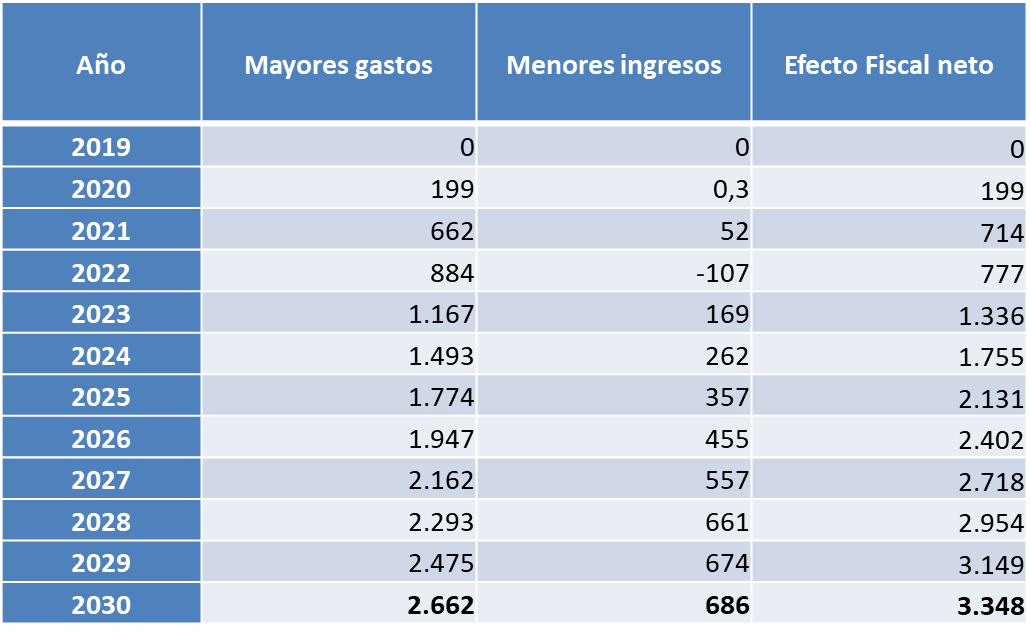 Año Mayores gastos Menores ingresos Efecto Fiscal neto
2019 0 0 0
2020 199 0,3 199
2021 662 52 714
2022 884 -107 777
2023 1.167 169 1.336
2024 1.493 262 1.755
2025 1.774 357 2.131
2026 1.947 455 2.402
2027 2.162 557 2.718
2028 2.293 661 2.954
2029 2.475 674 3.149
2030 2.662 686 3.348